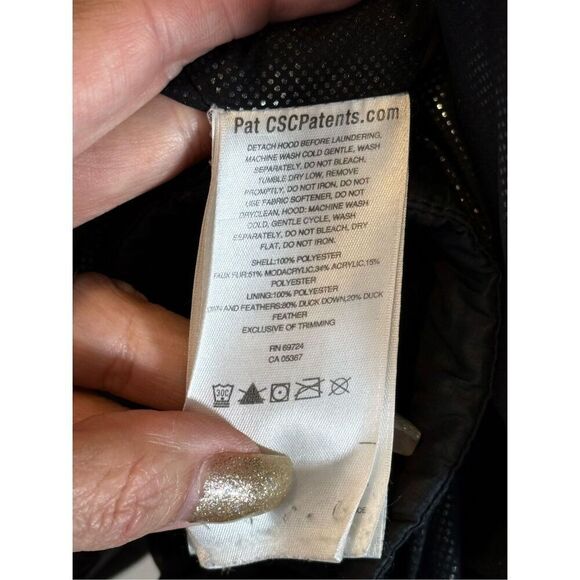 Pat CSCPatents.com
DETACH HOOD BEFORE LAUNDERING,
MACHINE WASH COLD GENTLE, WASH
SEPARATELY, DO NOT BLEACH.
TUMBLE DRY LOW, REMOVE
PROMPTLY, DO NOT IRON, DO NOT
USE FABRIC SOFTENER, DO NOT
DRYCLEAN, HOOD: MACHINE WASH
COLD, GENTLE CYCLE, WASH
SEPARATELY, DO NOT BLEACH, DRY
FLAT, DO NOT IRON.
SHELL:100% POLYESTER
FAUX FUR:51% MODACRYLIC,34% ACRYLIC,15%
POLYESTER
LINING:100% POLYESTER
OWN AND FEATHERS:80% DUCK DOWN,20% DUCK
FEATHER
EXCLUSIVE OF TRIMMING
RN 69724
CA 05367
30C